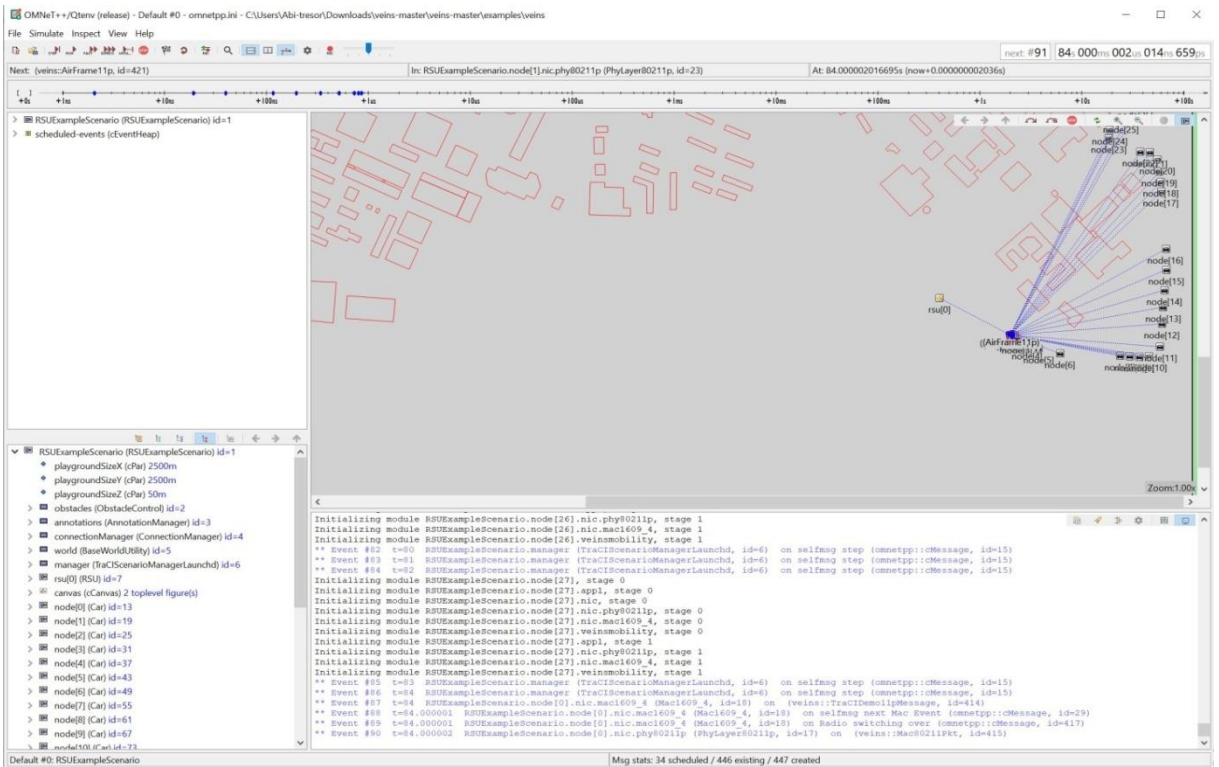 OMNeT++/Qtenv (release) - Default #0 - omnetpp.ini - C:\Users\Abi-tresor\Downloads\veins-master\veins-master\examples\veins
File Simulate Inspect View Help
next: #91 84s 000ms 002us 014ns 659ps
Next: (veins::AirFrame11p, id=421) In: RSUExampleScenario.node[1].nic.phy80211p (PhyLayer80211p, id=23) At: 84.000002016695s (now+0.000000002036s)
+0s +1ns +10ns +100ns +1us +10us +100us +1ms +10ms +100ms +1s +10s +100s
RSUExampleScenario (RSUExampleScenario) id=1
scheduled-events (cEventHeap)
node[25]
node[24]
node[23]
node[20]
node[19]
node[18]
node[17]
node[16]
node[15]
node[14]
rsu[0]
node[13]
node[12]
(AirFrame11p)
node[5]
node[6]
node[11]
node[10]
Zoom:1.00x
RSUExampleScenario (RSUExampleScenario) id=1
playgroundSizeX (cPar) 2500m
playgroundSizeY (cPar) 2500m
playgroundSizeZ (cPar) 50m
obstacles (ObstacleControl) id=2
annotations (AnnotationManager) id=3
connectionManager (ConnectionManager) id=4
world (BaseWorldUtility) id=5
manager (TraCIScenarioManagerLaunchd) id=6
rsu[0] (RSU) id=7
canvas (cCanvas) 2 toplevel figure(s)
node[0] (Car) id=13
node[1] (Car) id=19
node[2] (Car) id=25
node[3] (Car) id=31
node[4] (Car) id=37
node[5] (Car) id=43
node[6] (Car) id=49
node[7] (Car) id=55
node[8] (Car) id=61
node[9] (Car) id=67
node[10] (Car) id=73
Initializing module RSUExampleScenario.node[26].nic.phy80211p, stage 1
Initializing module RSUExampleScenario.node[26].nic.mac1609_4, stage 1
Initializing module RSUExampleScenario.node[26].veinsmobility, stage 1
** Event #82 t=80 RSUExampleScenario.manager (TraCIScenarioManagerLaunchd, id=6) on selfmsg step (omnetpp::cMessage, id=15)
** Event #83 t=81 RSUExampleScenario.manager (TraCIScenarioManagerLaunchd, id=6) on selfmsg step (omnetpp::cMessage, id=15)
** Event #84 t=82 RSUExampleScenario.manager (TraCIScenarioManagerLaunchd, id=6) on selfmsg step (omnetpp::cMessage, id=15)
Initializing module RSUExampleScenario.node[27], stage 0
Initializing module RSUExampleScenario.node[27].appl, stage 0
Initializing module RSUExampleScenario.node[27].nic, stage 0
Initializing module RSUExampleScenario.node[27].nic.phy80211p, stage 0
Initializing module RSUExampleScenario.node[27].nic.mac1609_4, stage 0
Initializing module RSUExampleScenario.node[27].veinsmobility, stage 0
Initializing module RSUExampleScenario.node[27].appl, stage 1
Initializing module RSUExampleScenario.node[27].nic.phy80211p, stage 1
Initializing module RSUExampleScenario.node[27].nic.mac1609_4, stage 1
Initializing module RSUExampleScenario.node[27].veinsmobility, stage 1
** Event #85 t=83 RSUExampleScenario.manager (TraCIScenarioManagerLaunchd, id=6) on selfmsg step (omnetpp::cMessage, id=15)
** Event #86 t=84 RSUExampleScenario.manager (TraCIScenarioManagerLaunchd, id=6) on selfmsg step (omnetpp::cMessage, id=15)
** Event #87 t=84 RSUExampleScenario.node[0].nic.mac1609_4 (Mac1609_4, id=18) on (veins::TraCIDemo11pMessage, id=414)
** Event #88 t=84.000001 RSUExampleScenario.node[0].nic.mac1609_4 (Mac1609_4, id=18) on selfmsg next Mac Event (omnetpp::cMessage, id=29)
** Event #89 t=84.000001 RSUExampleScenario.node[0].nic.mac1609_4 (Mac1609_4, id=18) on Radio switching over (omnetpp::cMessage, id=417)
** Event #90 t=84.000002 RSUExampleScenario.node[0].nic.phy80211p (PhyLayer80211p, id=17) on (veins::Mac80211Pkt, id=415)
Default #0: RSUExampleScenario Msg stats: 34 scheduled / 446 existing / 447 created